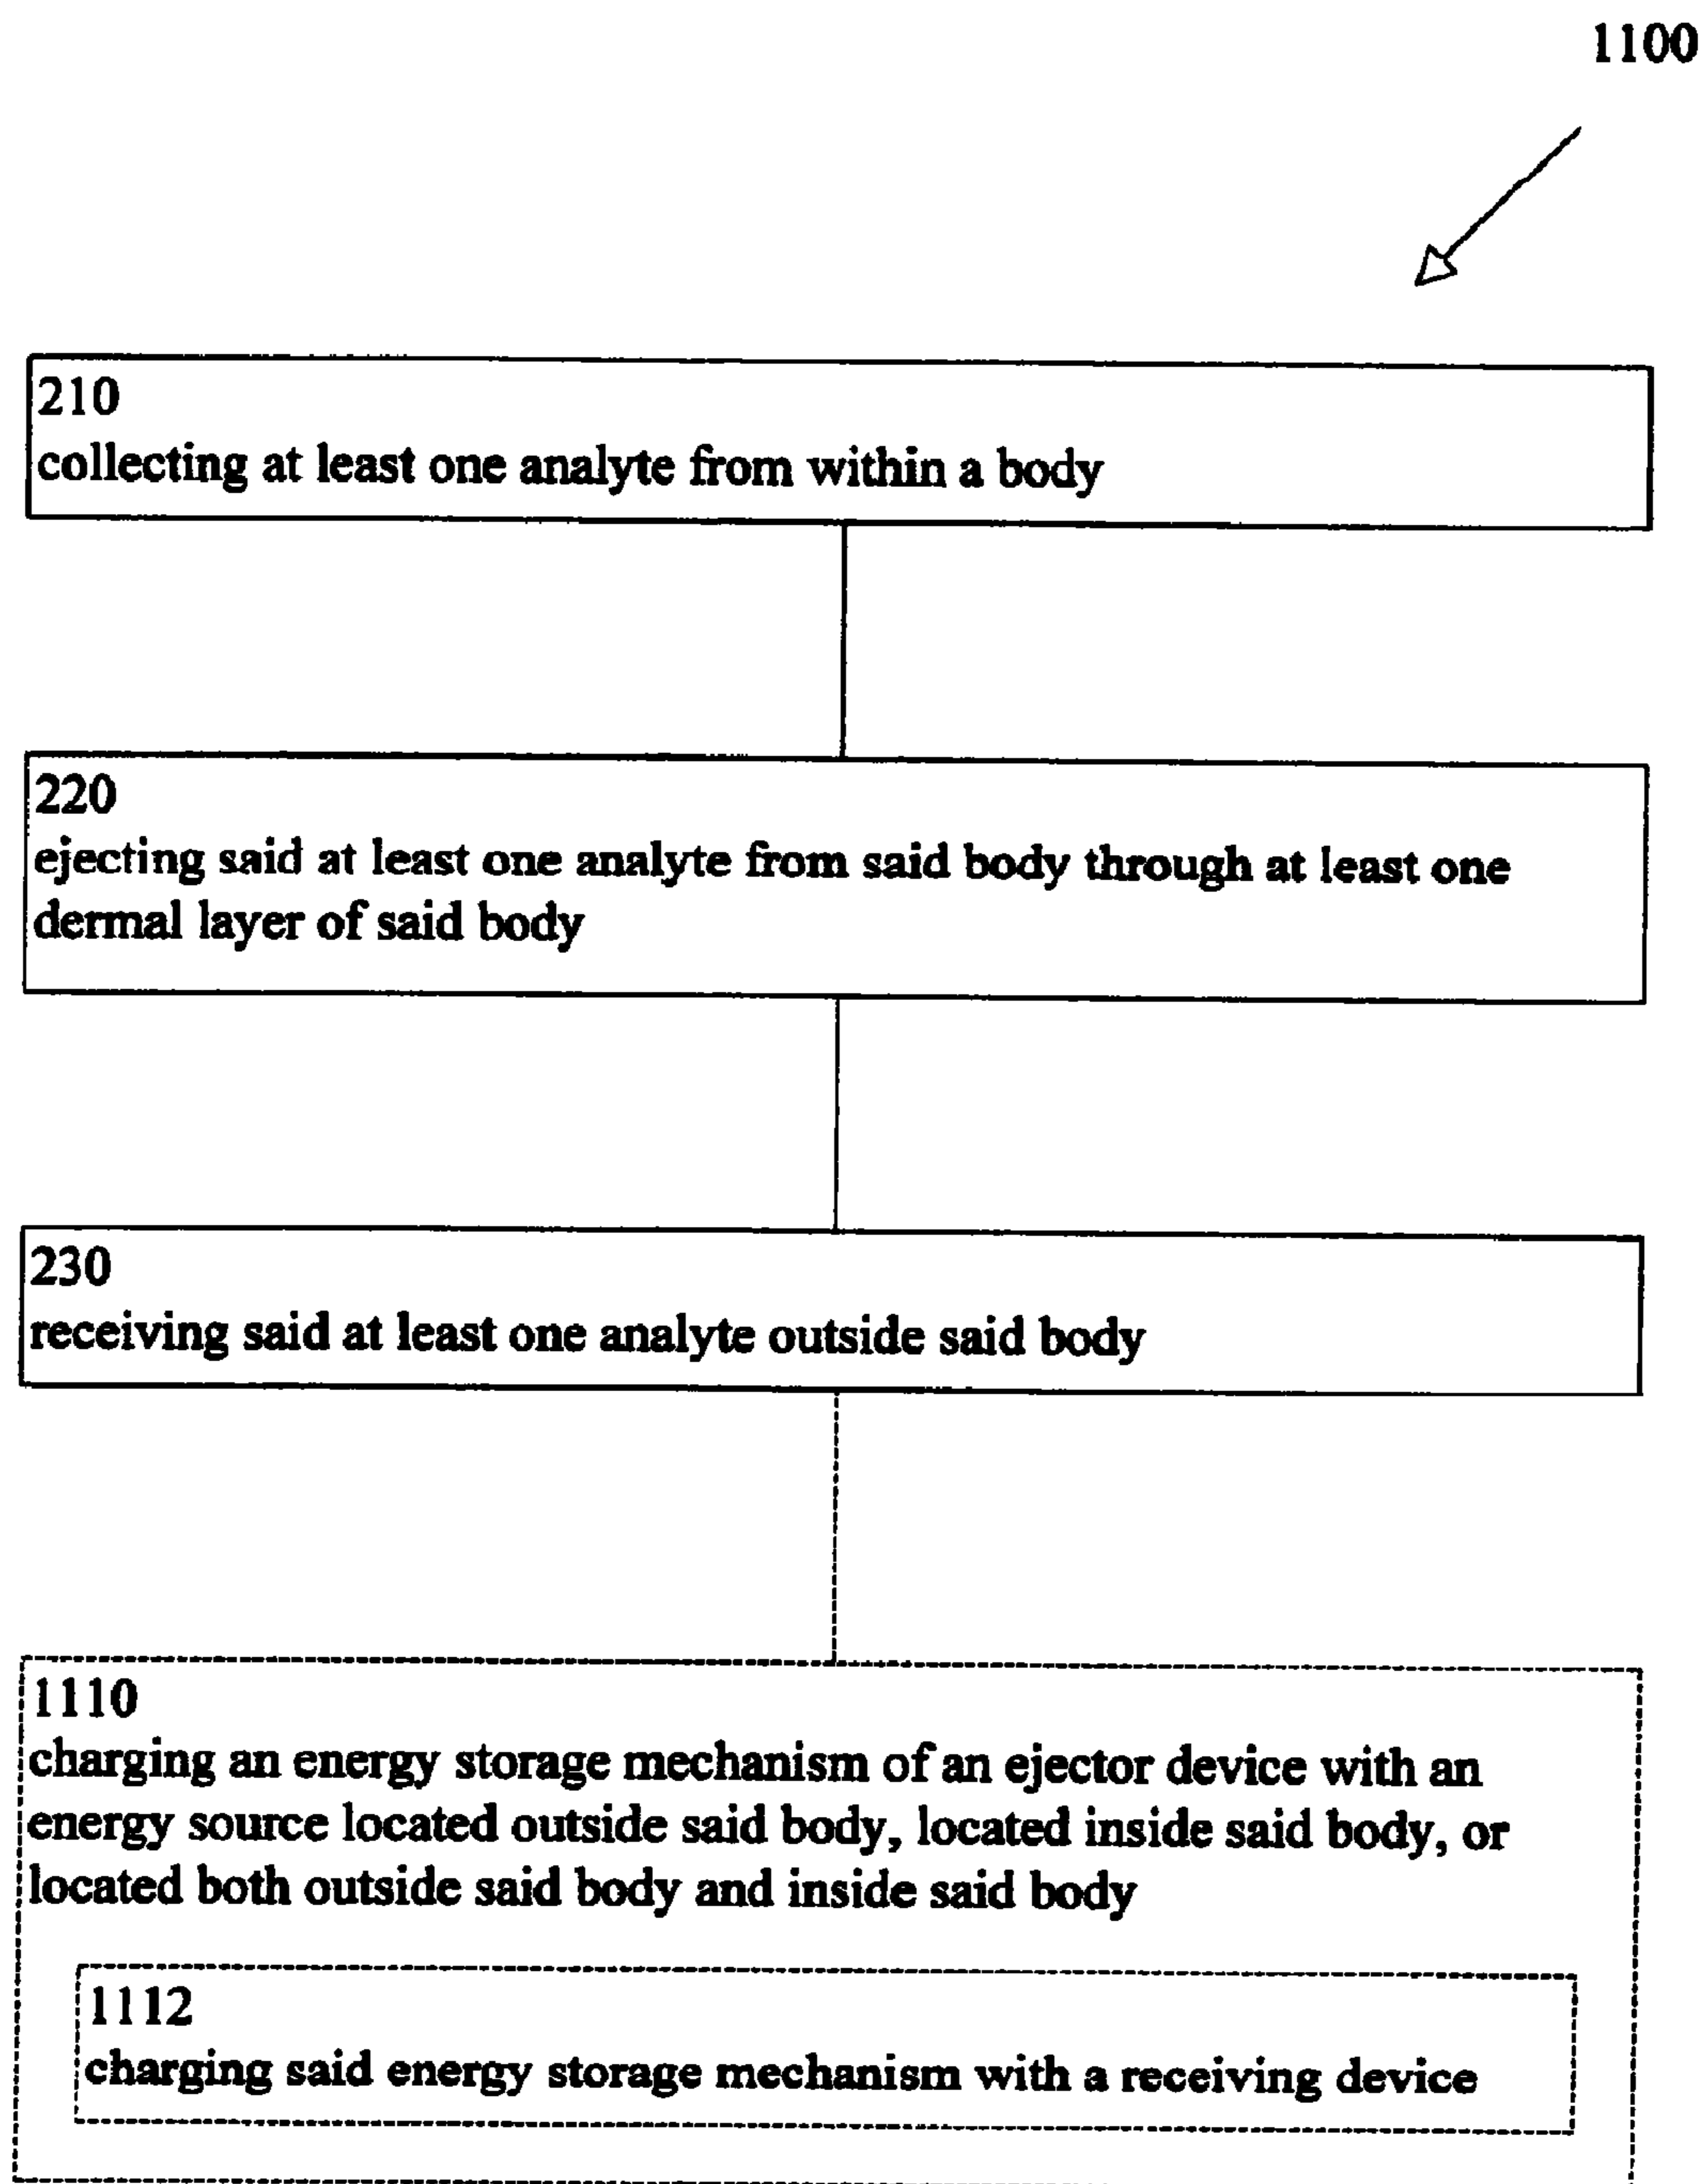 1100
210
collecting at least one analyte from within a body
220
ejecting said at least one analyte from said body through at least one
dermal layer of said body
230
receiving said at least one analyte outside said body
1110
charging an energy storage mechanism of an ejector device with an
energy source located outside said body, located inside said body, or
located both outside said body and inside said body
1112
charging said energy storage mechanism with a receiving device